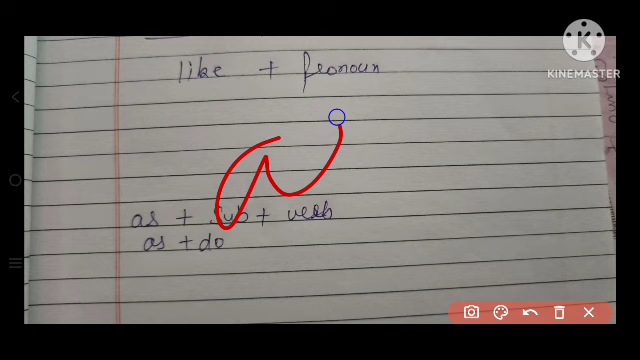 KINEMASTER
like + pronoun
as + sub + verb
as + do